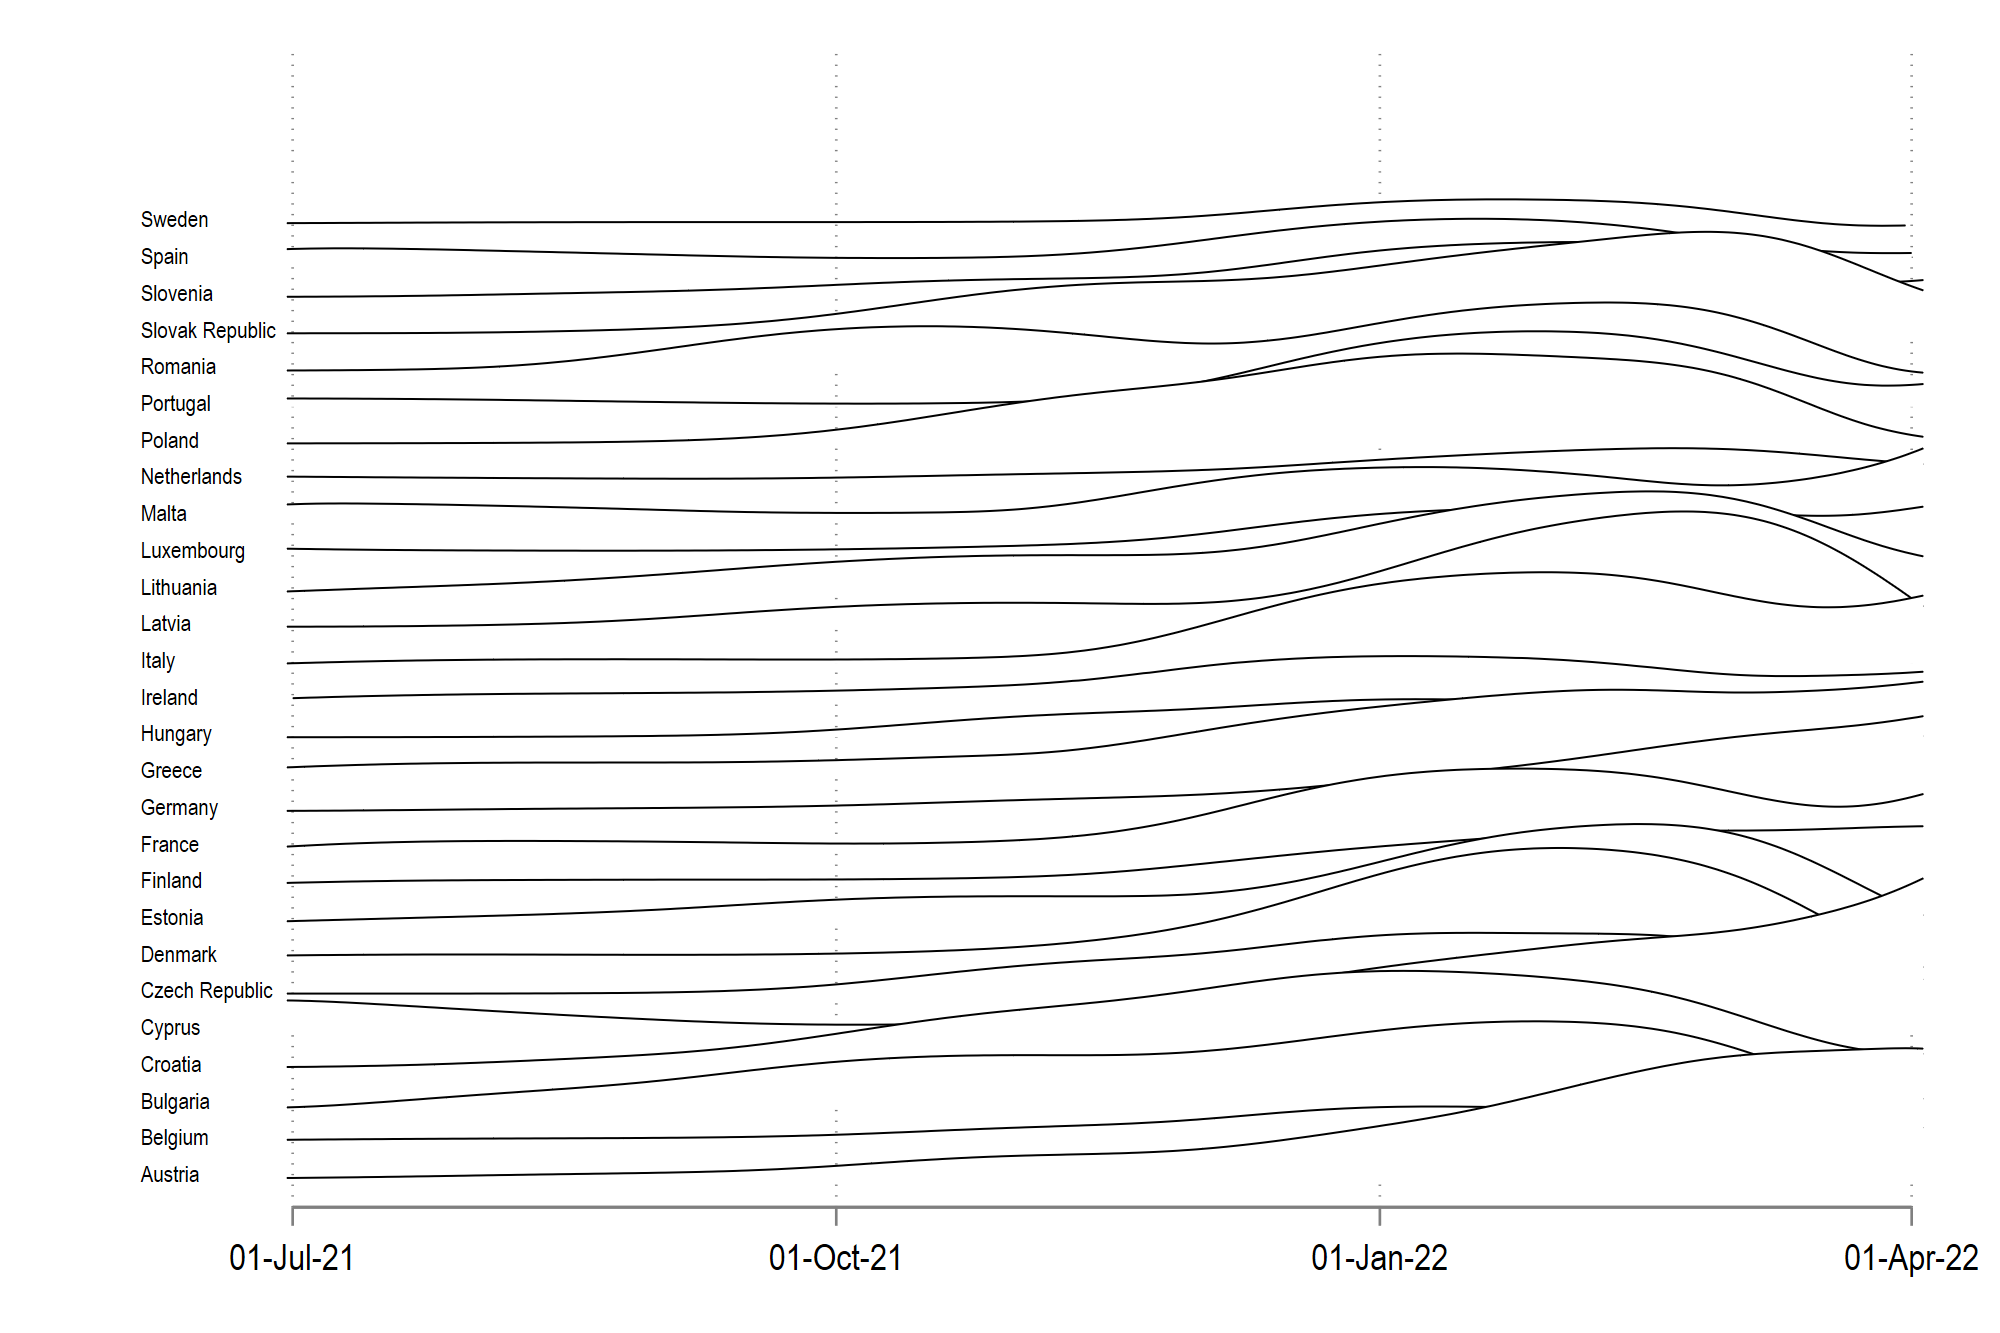 Sweden
Spain
Slovenia
Slovak Republic
Romania
Portugal
Poland
Netherlands
Malta
Luxembourg
Lithuania
Latvia
Italy
Ireland
Hungary
Greece
Germany
France
Finland
Estonia
Denmark
Czech Republic
Cyprus
Croatia
Bulgaria
Belgium
Austria
01-Jul-21 01-Oct-21 01-Jan-22 01-Apr-22